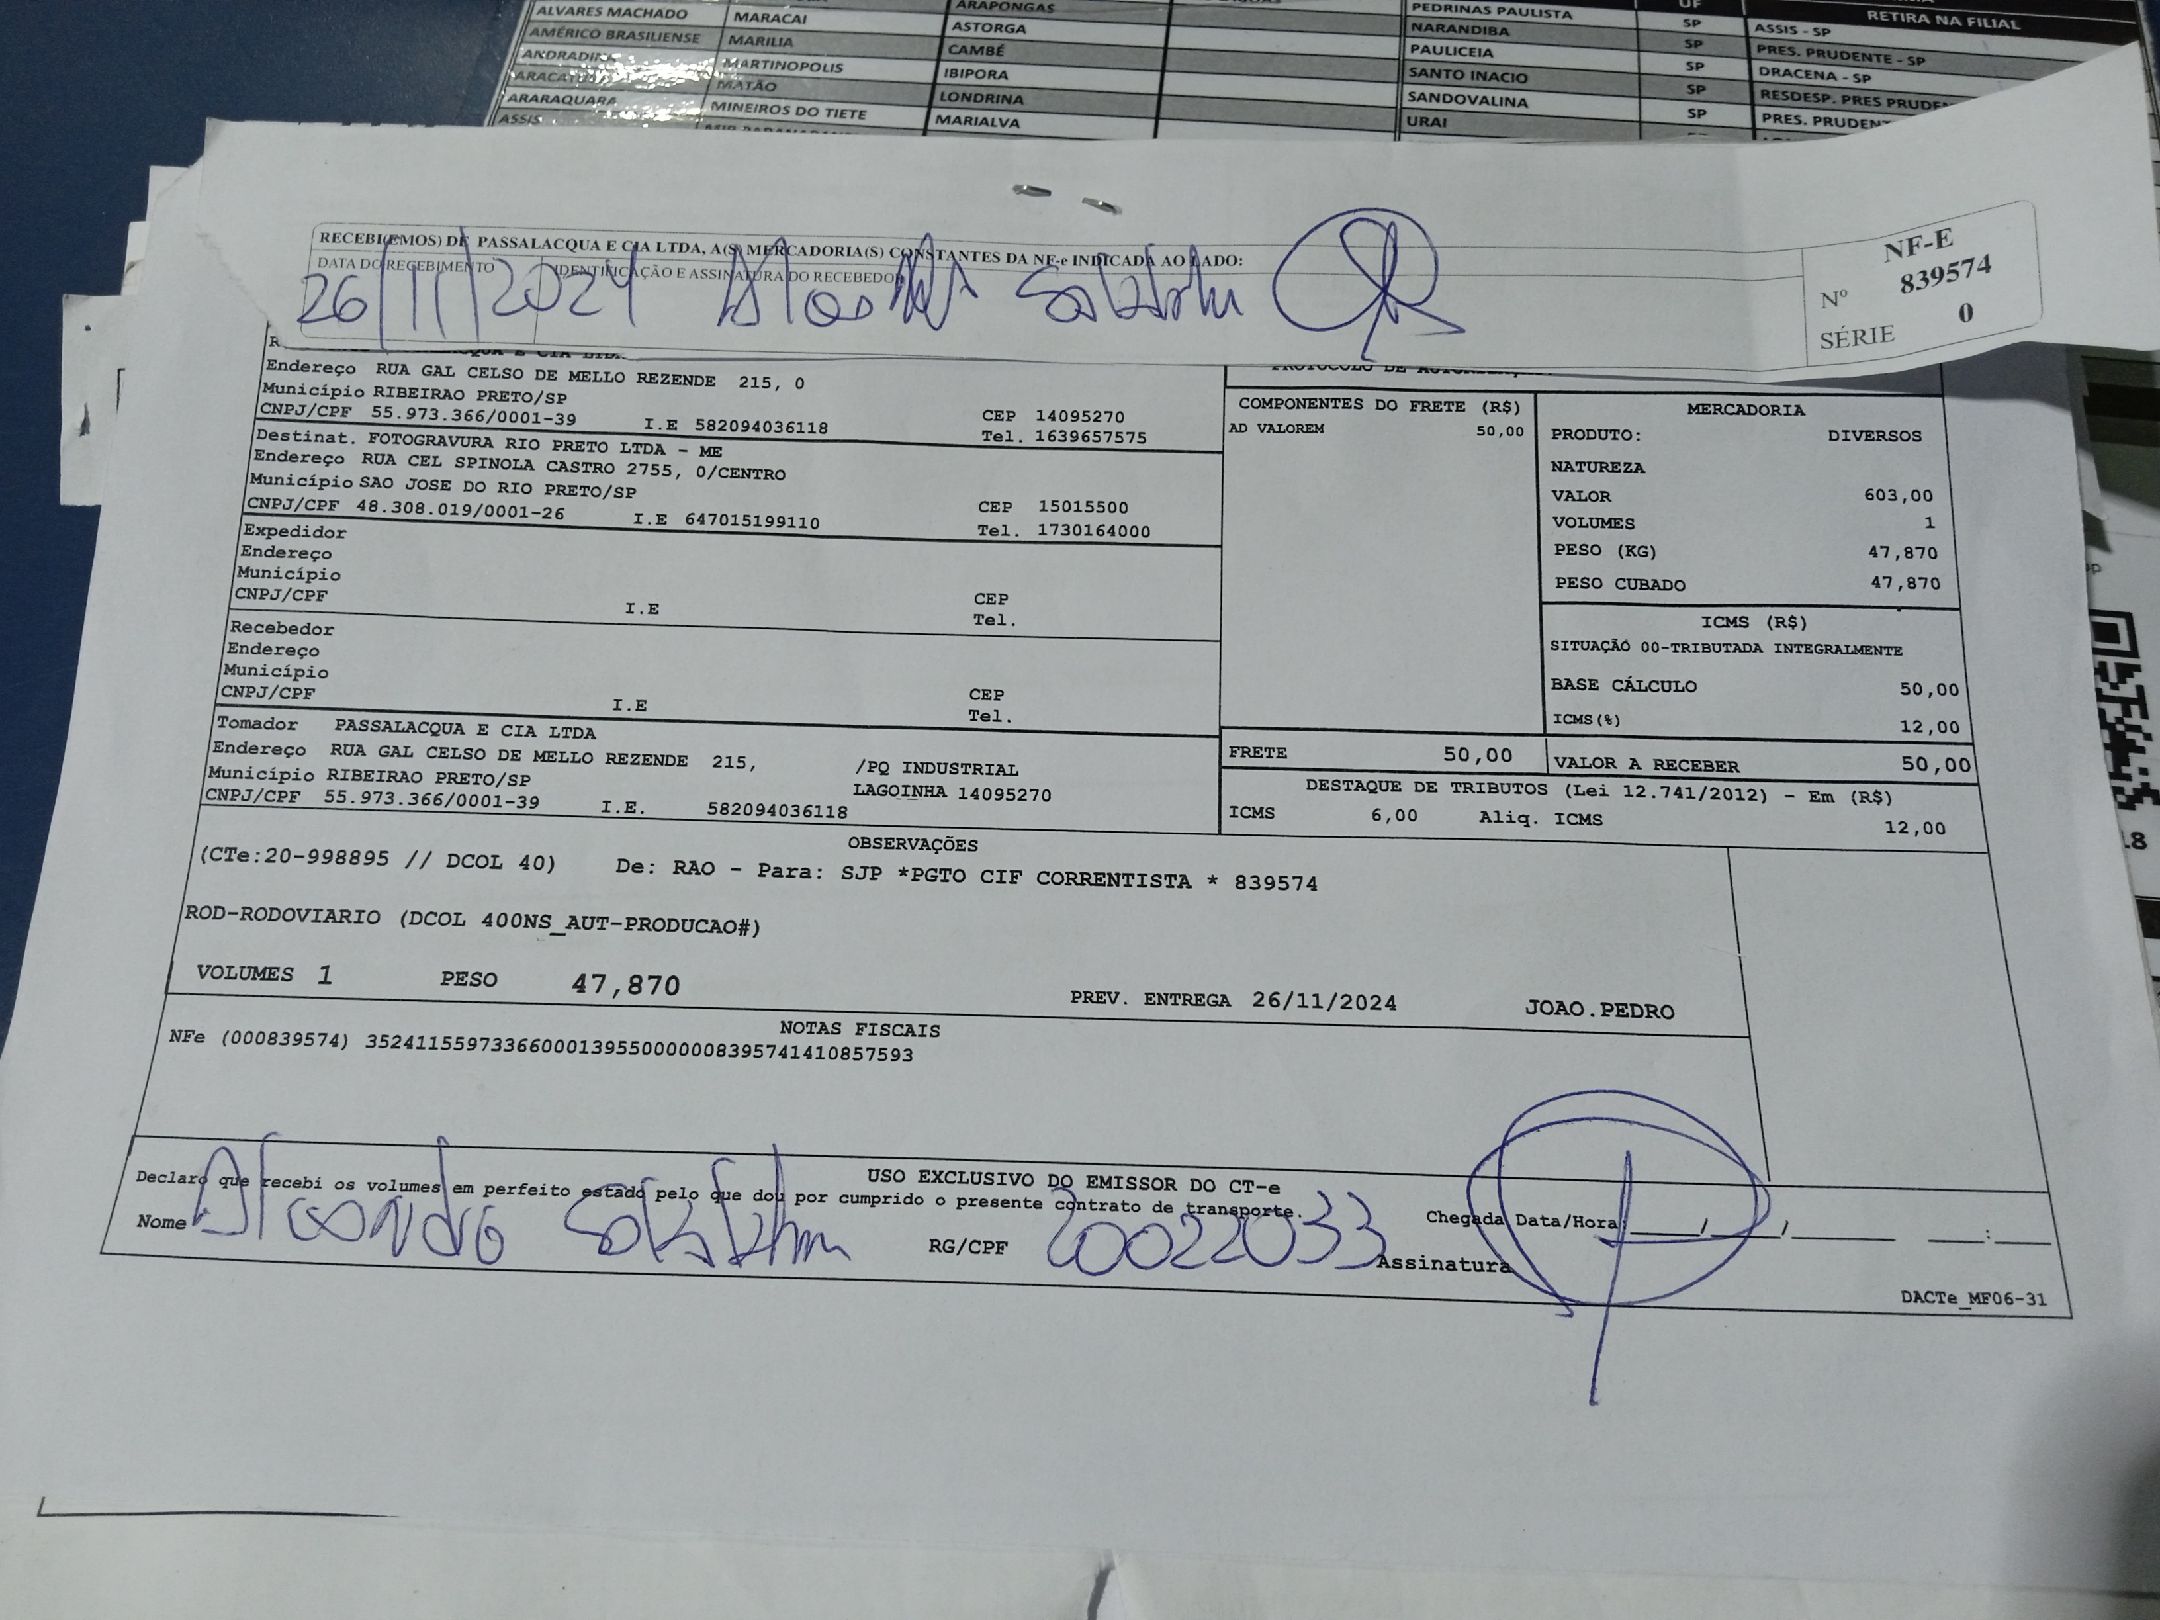 ALVARES MACHADO MARACAI ARAPONGAS PEDRINAS PAULISTA UF RETIRA NA FILIAL
AMÉRICO BRASILIENSE MARILIA ASTORGA NARANDIBA SP ASSIS - SP
MARTINOPOLIS CAMBÉ PAULICEIA SP PRES. PRUDENTE - SP
MATÃO IBIPORA SANTO INACIO SP DRACENA - SP
ARARAQUARA MINEIROS DO TIETE LONDRINA SANDOVALINA SP RESDESP. PRES
ASSIS MARIALVA URAI SP PRES.
RECEBI(EMOS) DE PASSALACQUA E CIA LTDA, A(S) MERCADORIA(S) CONSTANTES DA NF-e INDICADA AO LADO:
DATA DO RECEBIMENTO IDENTIFICAÇÃO E ASSINATURA DO RECEBEDOR
26/11/2024
NF-E
Nº 839574
SÉRIE 0
Endereço RUA GAL CELSO DE MELLO REZENDE 215, 0
Município RIBEIRAO PRETO/SP CEP 14095270
CNPJ/CPF 55.973.366/0001-39 I.E 582094036118 Tel. 1639657575
Destinat. FOTOGRAVURA RIO PRETO LTDA - ME
Endereço RUA CEL SPINOLA CASTRO 2755, 0/CENTRO
Município SAO JOSE DO RIO PRETO/SP CEP 15015500
CNPJ/CPF 48.308.019/0001-26 I.E 647015199110 Tel. 1730164000
Expedidor
Endereço
Município CEP
CNPJ/CPF I.E Tel.
Recebedor
Endereço
Município CEP
CNPJ/CPF I.E Tel.
Tomador PASSALACQUA E CIA LTDA
Endereço RUA GAL CELSO DE MELLO REZENDE 215, /PQ INDUSTRIAL
Município RIBEIRAO PRETO/SP LAGOINHA 14095270
CNPJ/CPF 55.973.366/0001-39 I.E. 582094036118
COMPONENTES DO FRETE (R$)
AD VALOREM 50,00
MERCADORIA
PRODUTO: DIVERSOS
NATUREZA
VALOR 603,00
VOLUMES 1
PESO (KG) 47,870
PESO CUBADO 47,870
ICMS (R$)
SITUAÇÃO 00-TRIBUTADA INTEGRALMENTE
BASE CÁLCULO 50,00
ICMS(%) 12,00
FRETE 50,00 VALOR A RECEBER 50,00
DESTAQUE DE TRIBUTOS (Lei 12.741/2012) - Em (R$)
ICMS 6,00 Aliq. ICMS 12,00
OBSERVAÇÕES
(CTe:20-998895 // DCOL 40) De: RAO - Para: SJP *PGTO CIF CORRENTISTA * 839574
ROD-RODOVIARIO (DCOL 400NS_AUT-PRODUCAO#)
VOLUMES 1 PESO 47,870 PREV. ENTREGA 26/11/2024 JOAO.PEDRO
NOTAS FISCAIS
NFe (000839574) 35241155973366000139550000008395741410857593
USO EXCLUSIVO DO EMISSOR DO CT-e
Declaro que recebi os volumes em perfeito estado pelo que dou por cumprido o presente contrato de transporte.
Nome RG/CPF 20022033 Assinatura Chegada Data/Hora: __/__/____ __:__
DACTe_MF06-31